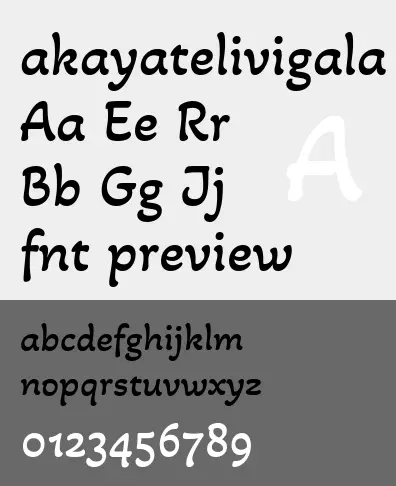 akayatelivigala
Aa Ee Rr
Bb Gg Jj
A
fnt preview
abcdefghijklm
nopqrstuvwxyz
0123456789